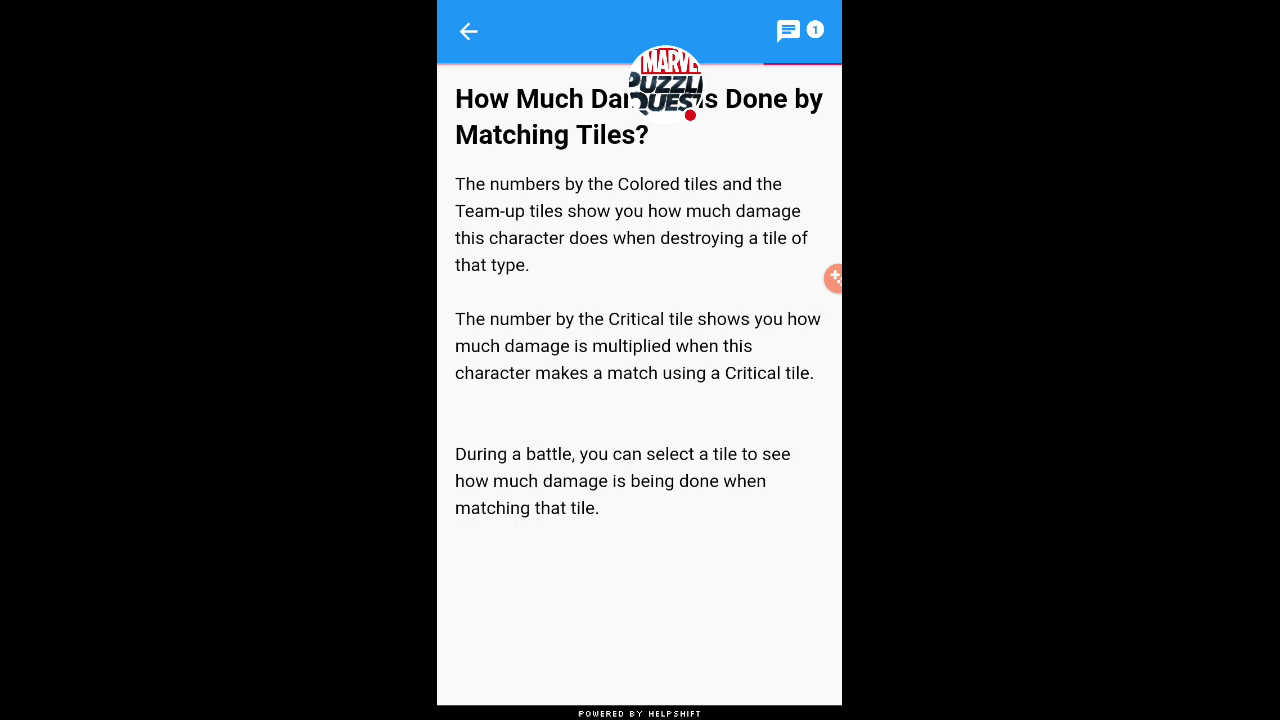 1
MARVEL
PUZZLE
QUEST
How Much Da s Done by
Matching Tiles?
The numbers by the Colored tiles and the
Team-up tiles show you how much damage
this character does when destroying a tile of
that type.
The number by the Critical tile shows you how
much damage is multiplied when this
character makes a match using a Critical tile.
During a battle, you can select a tile to see
how much damage is being done when
matching that tile.
POWERED BY HELPSHIFT